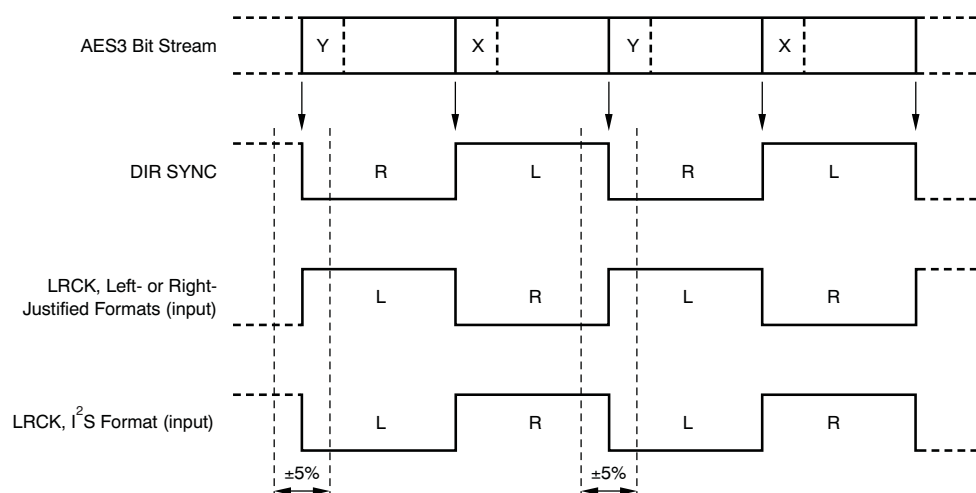 AES3 Bit Stream
Y
X
Y
X
DIR SYNC
R
L
R
L
LRCK, Left- or Right-
Justified Formats (input)
L
R
L
R
LRCK, I²S Format (input)
L
R
L
R
±5%
±5%